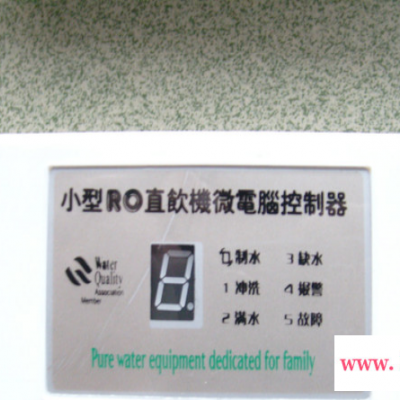 小型RO直飲機微電腦控制器
Water
Quality
Association
Member
制水
3 缺水
1 冲洗
4 報警
2 滿水
5 故障
Pure water equipment dedicated for family
www.